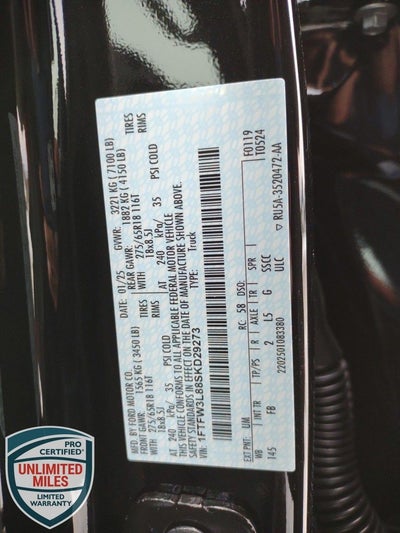 MFD. BY FORD MOTOR CO.
DATE: 01/25
GVWR: 3221 KG ( 7100 LB)
FRONT GAWR: 1565 KG ( 3450 LB)
REAR GAWR: 1882 KG ( 4150 LB)
275/65R18 116T TIRES
275/65R18 116T TIRES
18x8.5J RIMS
18x8.5J RIMS
AT 240 kPa/ 35 PSI COLD
AT 240 kPa/ 35 PSI COLD
THIS VEHICLE CONFORMS TO ALL APPLICABLE FEDERAL MOTOR VEHICLE
SAFETY STANDARDS IN EFFECT ON THE DATE OF MANUFACTURE SHOWN ABOVE.
VIN: 1FTFW3L88SKD29273
TYPE: Truck
F0119
T0524
EXT PNT: UM RC: 58 DSO:
WB INT TR TP/PS R AXLE TR SPR
145 FB 2 L5 G SSCC
2202501083380 ULC
▽ RU5A-3520472-AA
PRO
CERTIFIED®
UNLIMITED
MILES
LIMITED
WARRANTY